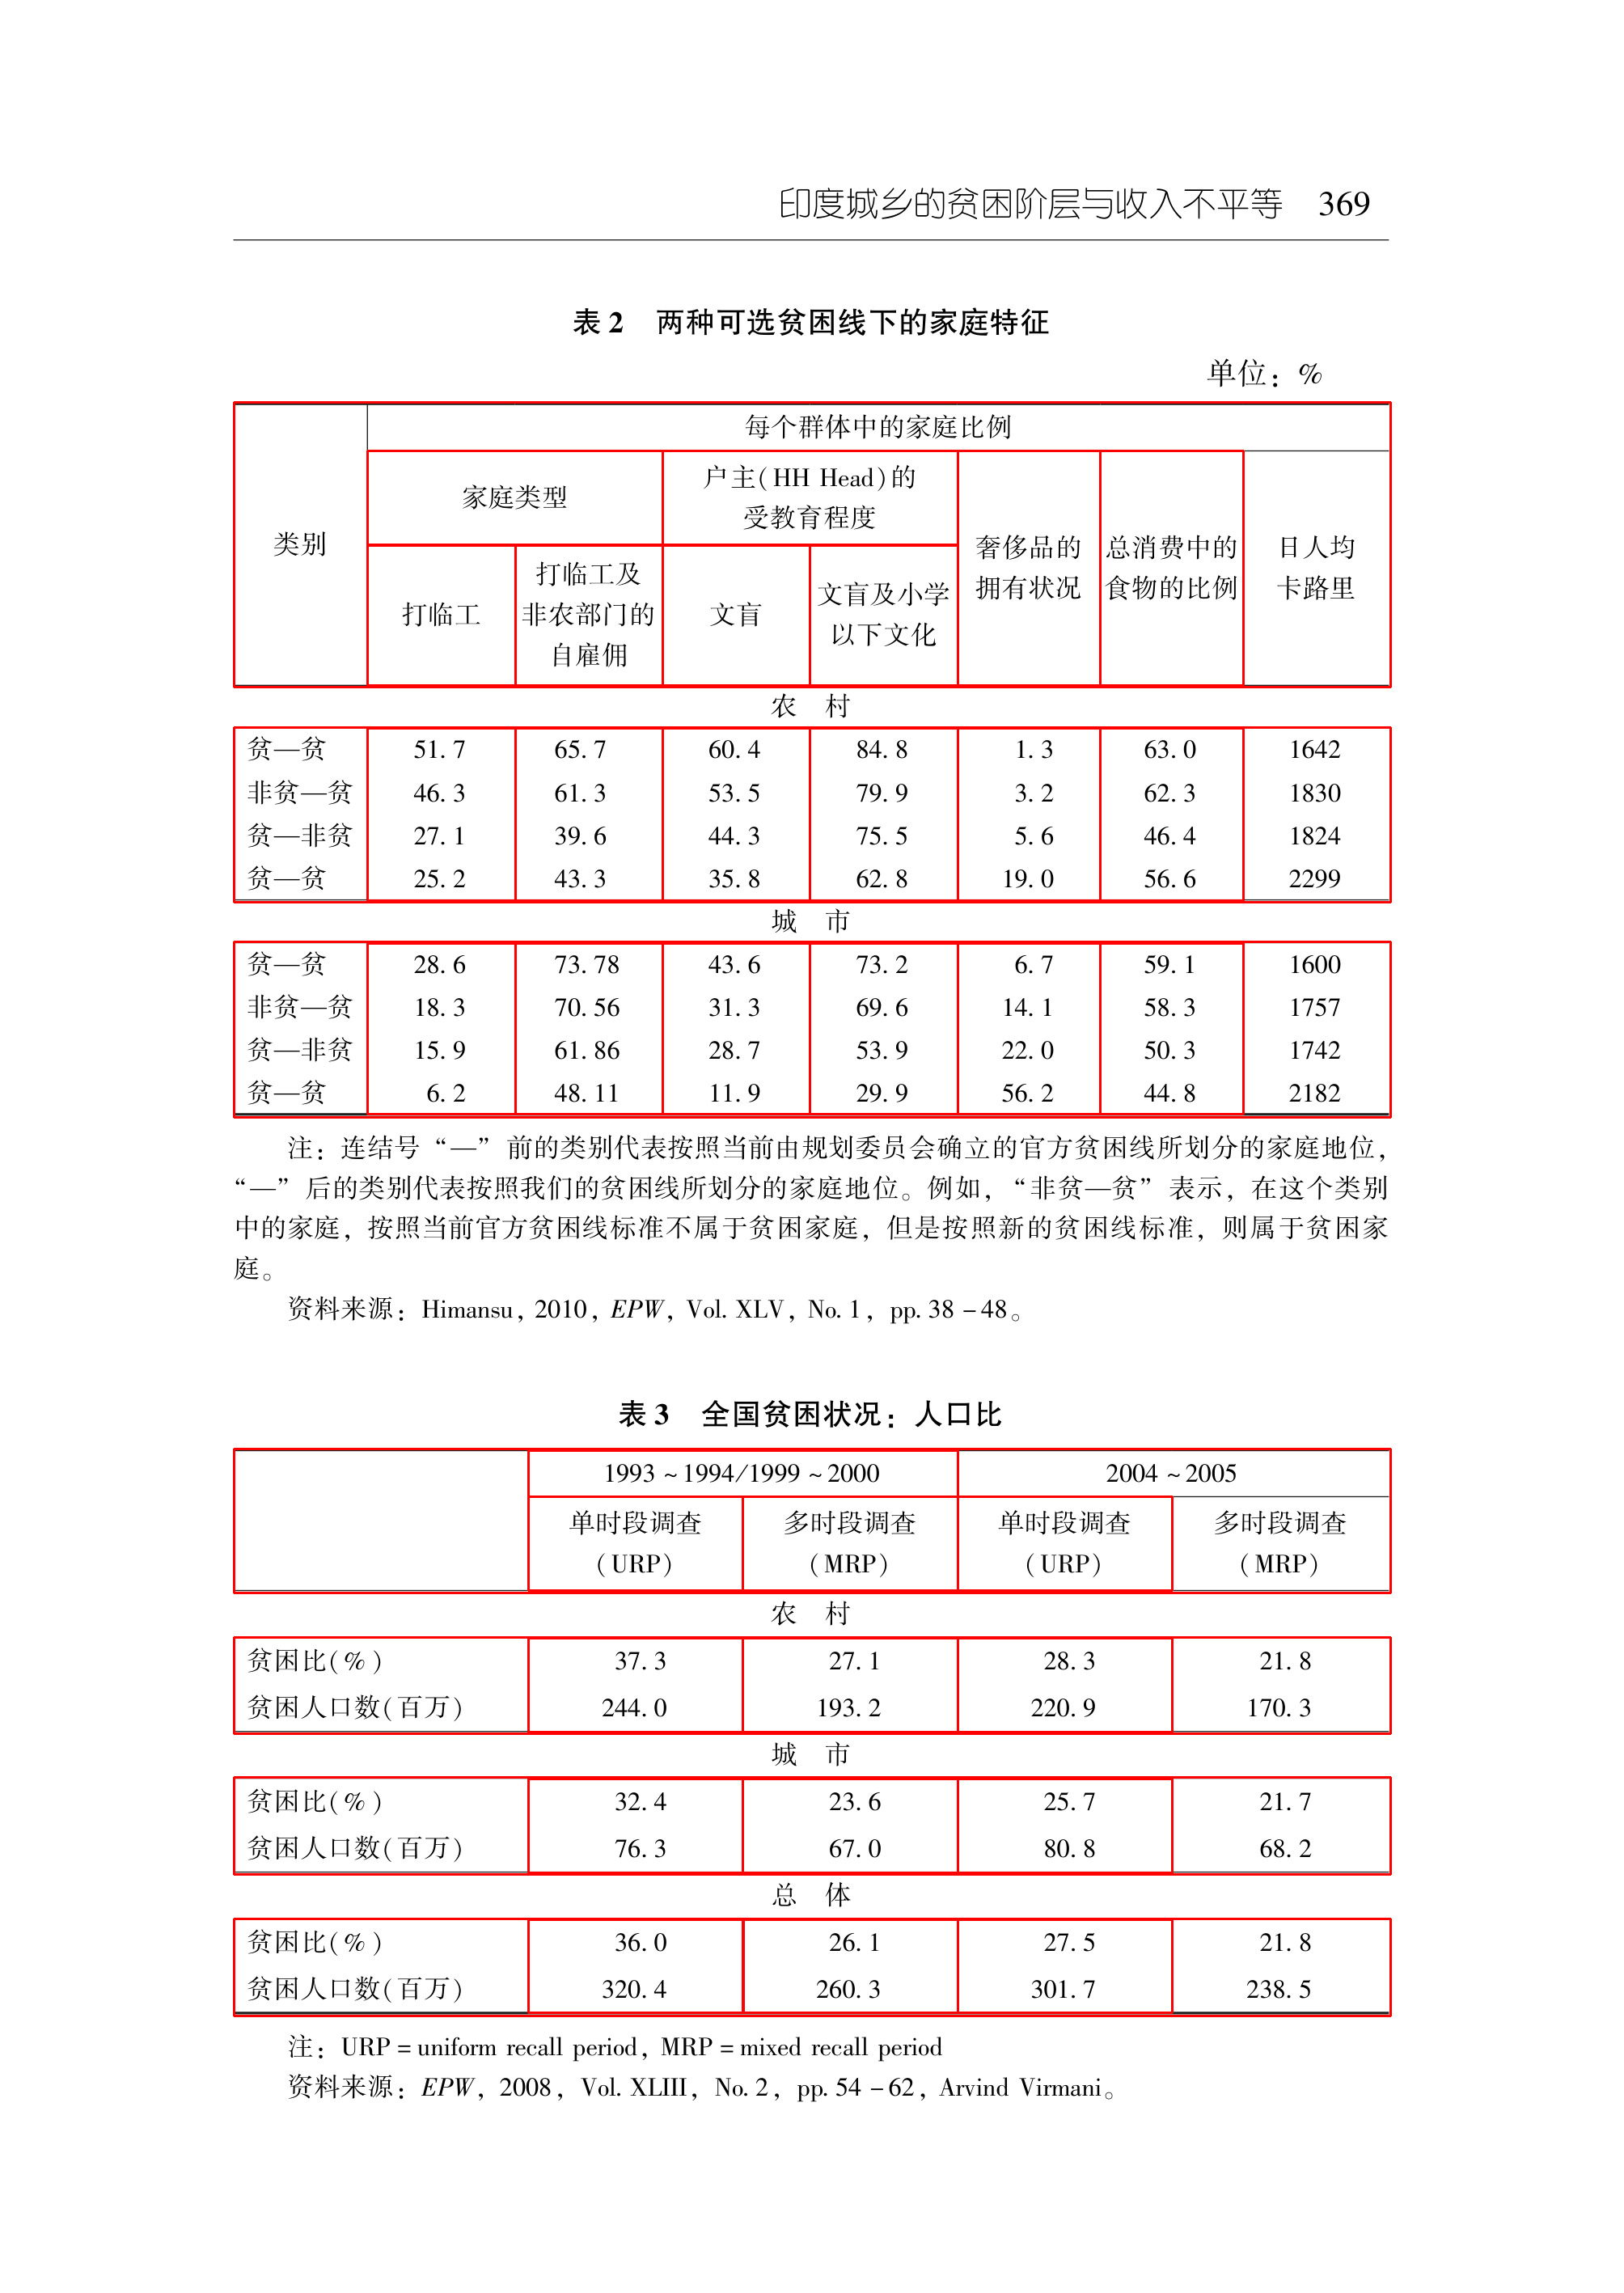 印度城乡的贫困阶层与收入不平等 369
表 2 两种可选贫困线下的家庭特征
单位：%
类别
每个群体中的家庭比例
家庭类型
户主(HH Head)的
受教育程度
奢侈品的
拥有状况
总消费中的
食物的比例
日人均
卡路里
打临工
打临工及
非农部门的
自雇佣
文盲
文盲及小学
以下文化
农 村
贫—贫 51.7 65.7 60.4 84.8 1.3 63.0 1642
非贫—贫 46.3 61.3 53.5 79.9 3.2 62.3 1830
贫—非贫 27.1 39.6 44.3 75.5 5.6 46.4 1824
贫—贫 25.2 43.3 35.8 62.8 19.0 56.6 2299
城 市
贫—贫 28.6 73.78 43.6 73.2 6.7 59.1 1600
非贫—贫 18.3 70.56 31.3 69.6 14.1 58.3 1757
贫—非贫 15.9 61.86 28.7 53.9 22.0 50.3 1742
贫—贫 6.2 48.11 11.9 29.9 56.2 44.8 2182
注：连结号“—”前的类别代表按照当前由规划委员会确立的官方贫困线所划分的家庭地位，
“—”后的类别代表按照我们的贫困线所划分的家庭地位。例如，“非贫—贫”表示，在这个类别
中的家庭，按照当前官方贫困线标准不属于贫困家庭，但是按照新的贫困线标准，则属于贫困家
庭。
资料来源：Himansu, 2010, EPW, Vol. XLV, No. 1, pp. 38 – 48。
表 3 全国贫困状况：人口比
1993 ~ 1994/1999 ~ 2000 2004 ~ 2005
单时段调查 多时段调查 单时段调查 多时段调查
(URP) (MRP) (URP) (MRP)
农 村
贫困比(%) 37.3 27.1 28.3 21.8
贫困人口数(百万) 244.0 193.2 220.9 170.3
城 市
贫困比(%) 32.4 23.6 25.7 21.7
贫困人口数(百万) 76.3 67.0 80.8 68.2
总 体
贫困比(%) 36.0 26.1 27.5 21.8
贫困人口数(百万) 320.4 260.3 301.7 238.5
注：URP = uniform recall period, MRP = mixed recall period
资料来源：EPW, 2008, Vol. XLIII, No. 2, pp. 54 – 62, Arvind Virmani。